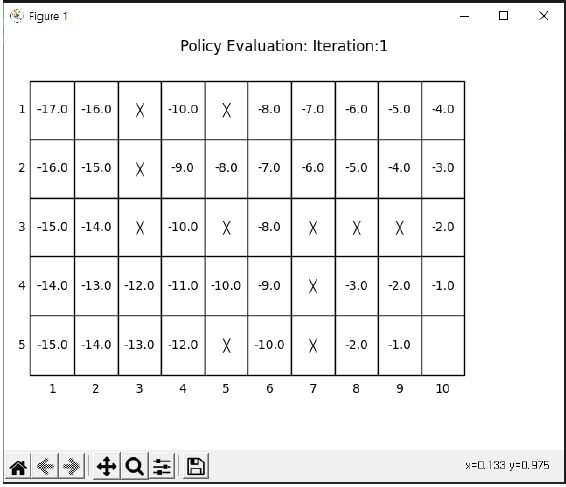 Figure 1
Policy Evaluation: Iteration:1
1 -17.0 -16.0 X -10.0 X -8.0 -7.0 -6.0 -5.0 -4.0
2 -16.0 -15.0 X -9.0 -8.0 -7.0 -6.0 -5.0 -4.0 -3.0
3 -15.0 -14.0 X -10.0 X -8.0 X X X -2.0
4 -14.0 -13.0 -12.0 -11.0 -10.0 -9.0 X -3.0 -2.0 -1.0
5 -15.0 -14.0 -13.0 -12.0 X -10.0 X -2.0 -1.0
1 2 3 4 5 6 7 8 9 10
x=0.133 y=0.975